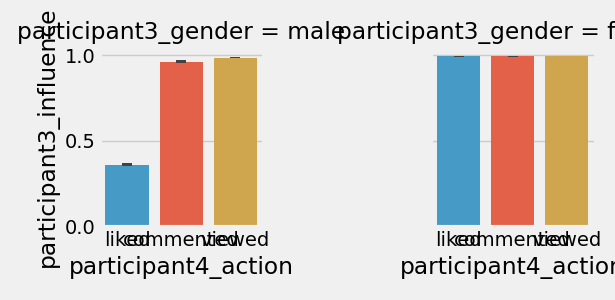 participant3_gender = male
participant3_gender = f
participant3_influence
1.0
0.5
0.0
liked commented viewed
liked commented viewed
participant4_action
participant4_action